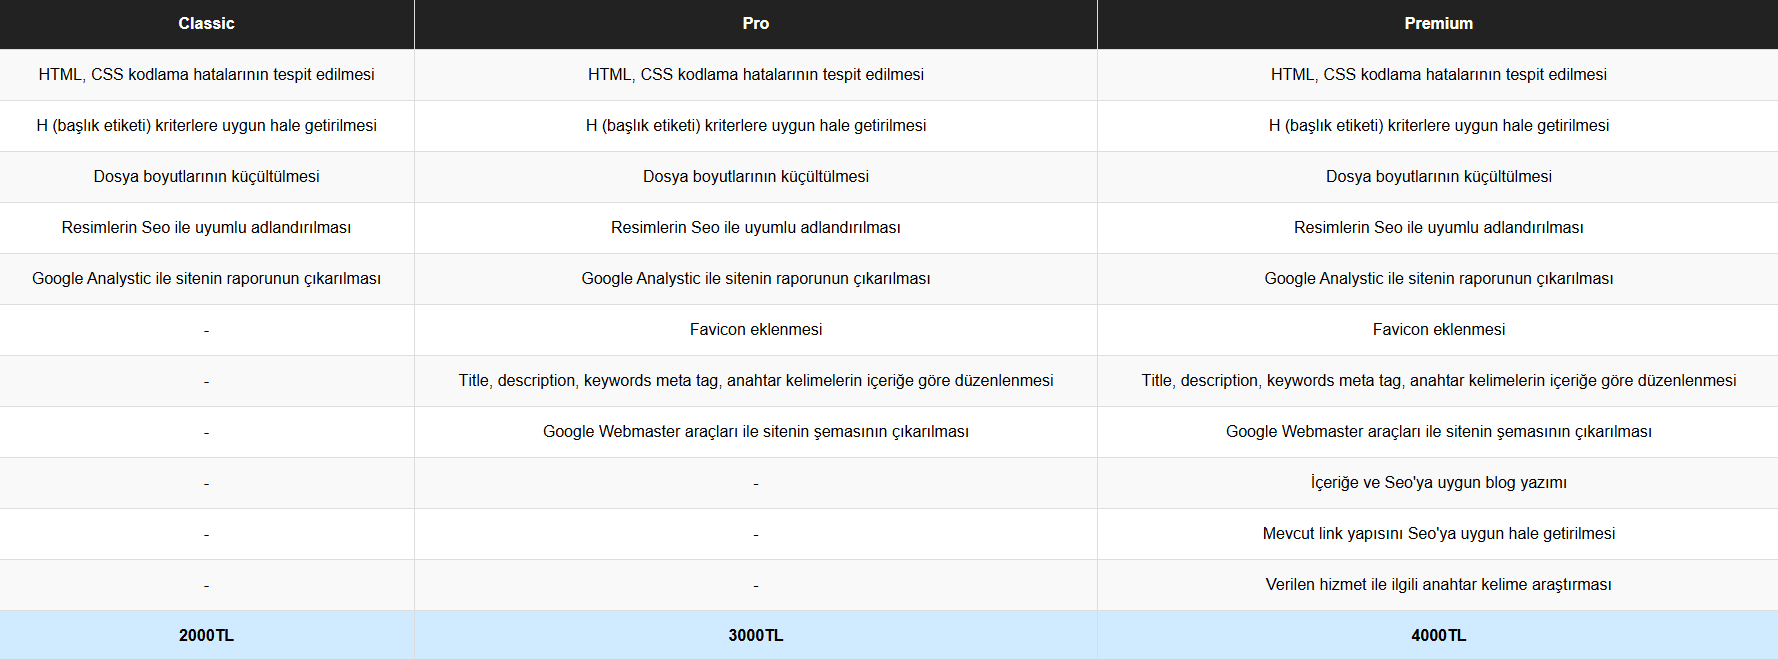 Classic Pro Premium
HTML, CSS kodlama hatalarının tespit edilmesi HTML, CSS kodlama hatalarının tespit edilmesi HTML, CSS kodlama hatalarının tespit edilmesi
H (başlık etiketi) kriterlere uygun hale getirilmesi H (başlık etiketi) kriterlere uygun hale getirilmesi H (başlık etiketi) kriterlere uygun hale getirilmesi
Dosya boyutlarının küçültülmesi Dosya boyutlarının küçültülmesi Dosya boyutlarının küçültülmesi
Resimlerin Seo ile uyumlu adlandırılması Resimlerin Seo ile uyumlu adlandırılması Resimlerin Seo ile uyumlu adlandırılması
Google Analystic ile sitenin raporunun çıkarılması Google Analystic ile sitenin raporunun çıkarılması Google Analystic ile sitenin raporunun çıkarılması
- Favicon eklenmesi Favicon eklenmesi
- Title, description, keywords meta tag, anahtar kelimelerin içeriğe göre düzenlenmesi Title, description, keywords meta tag, anahtar kelimelerin içeriğe göre düzenlenmesi
- Google Webmaster araçları ile sitenin şemasının çıkarılması Google Webmaster araçları ile sitenin şemasının çıkarılması
- - İçeriğe ve Seo'ya uygun blog yazımı
- - Mevcut link yapısını Seo'ya uygun hale getirilmesi
- - Verilen hizmet ile ilgili anahtar kelime araştırması
2000TL 3000TL 4000TL